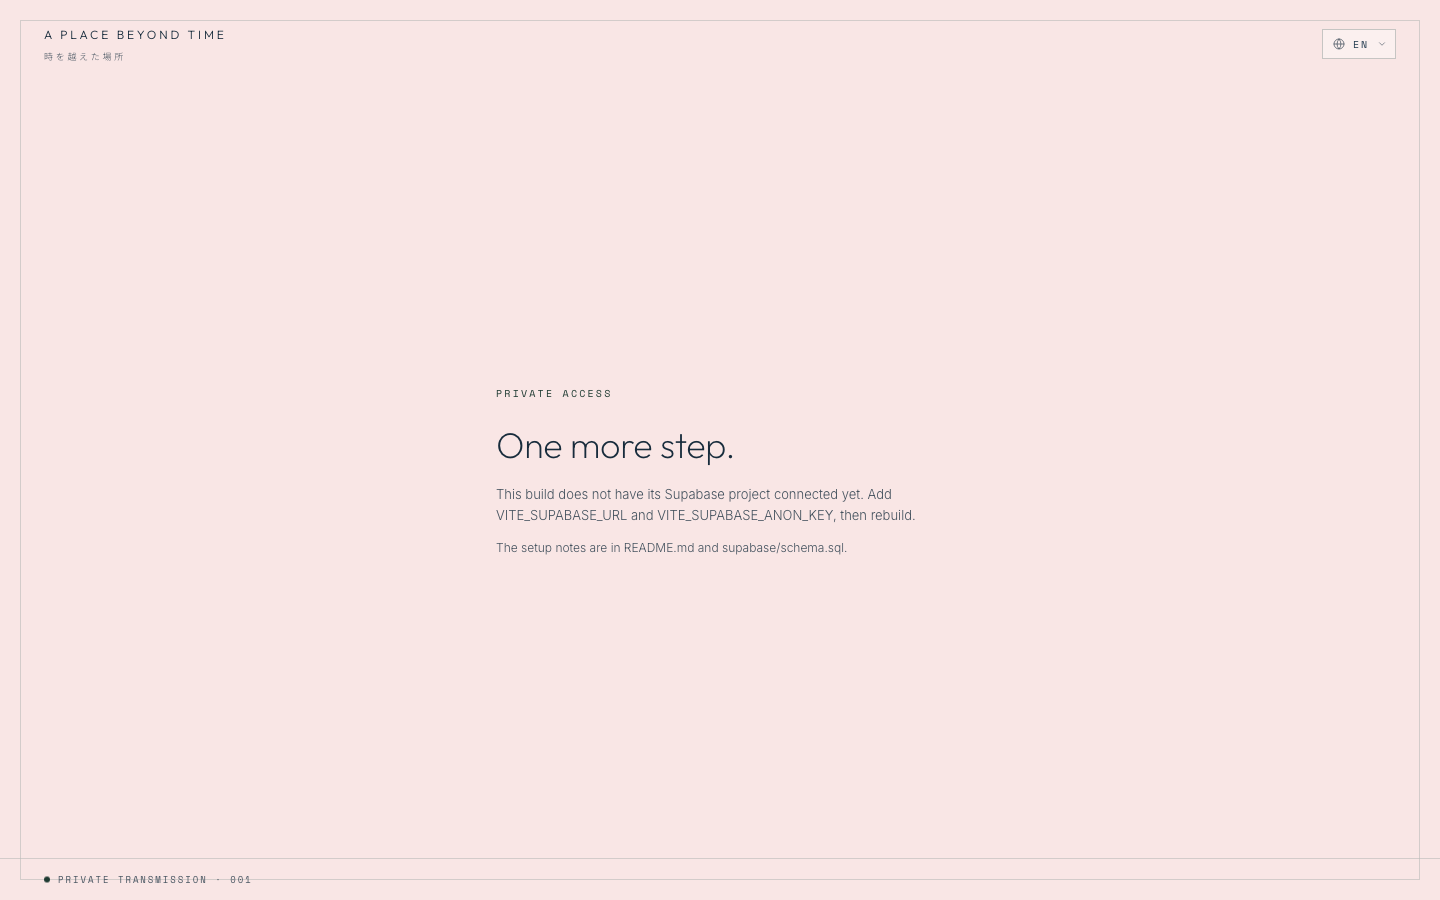 A PLACE BEYOND TIME
時を越えた場所
EN
PRIVATE ACCESS
One more step.
This build does not have its Supabase project connected yet. Add
VITE_SUPABASE_URL and VITE_SUPABASE_ANON_KEY, then rebuild.
The setup notes are in README.md and supabase/schema.sql.
PRIVATE TRANSMISSION · 001